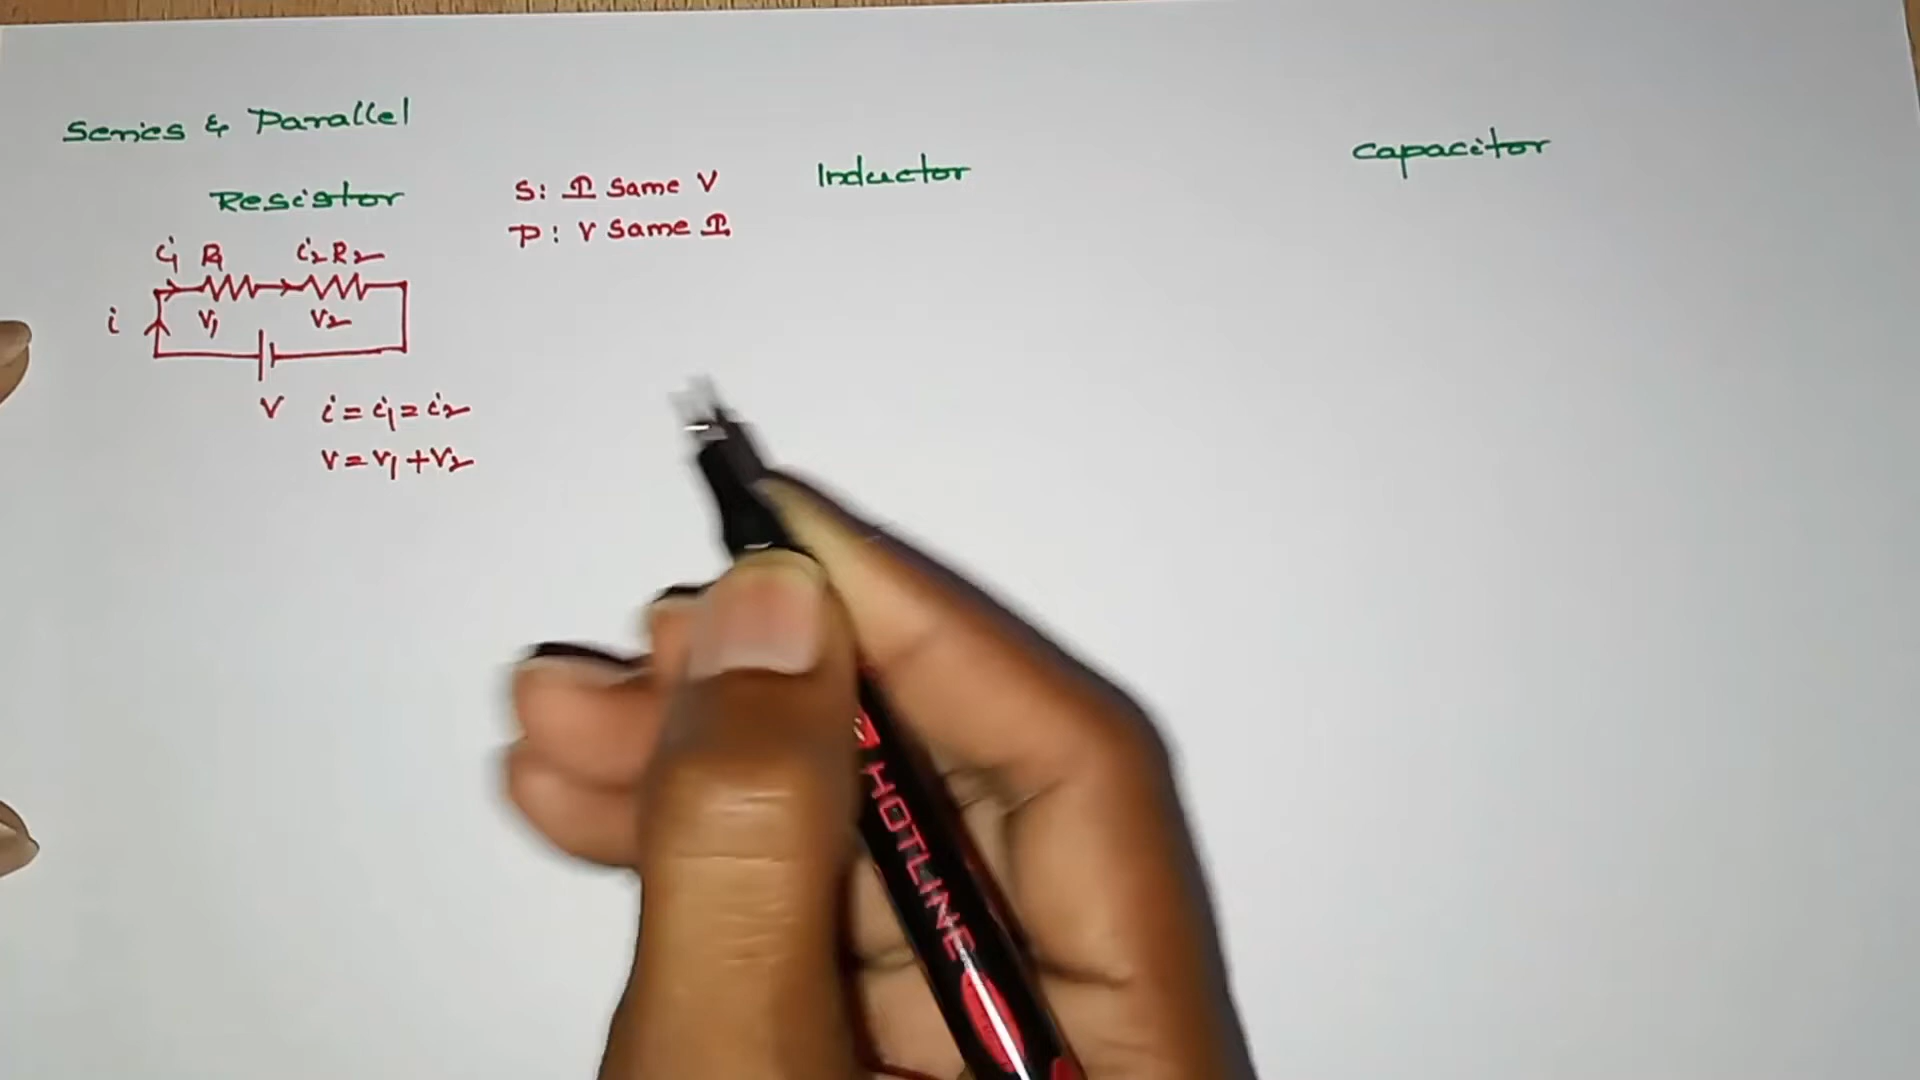 Series & Parallel
Resistor
S: I Same V
P: V Same I
Inductor
Capacitor
i₁ R₁ i₂ R₂
i
V₁ V₂
V
i = i₁ = i₂
V = V₁ + V₂
HOTLINE